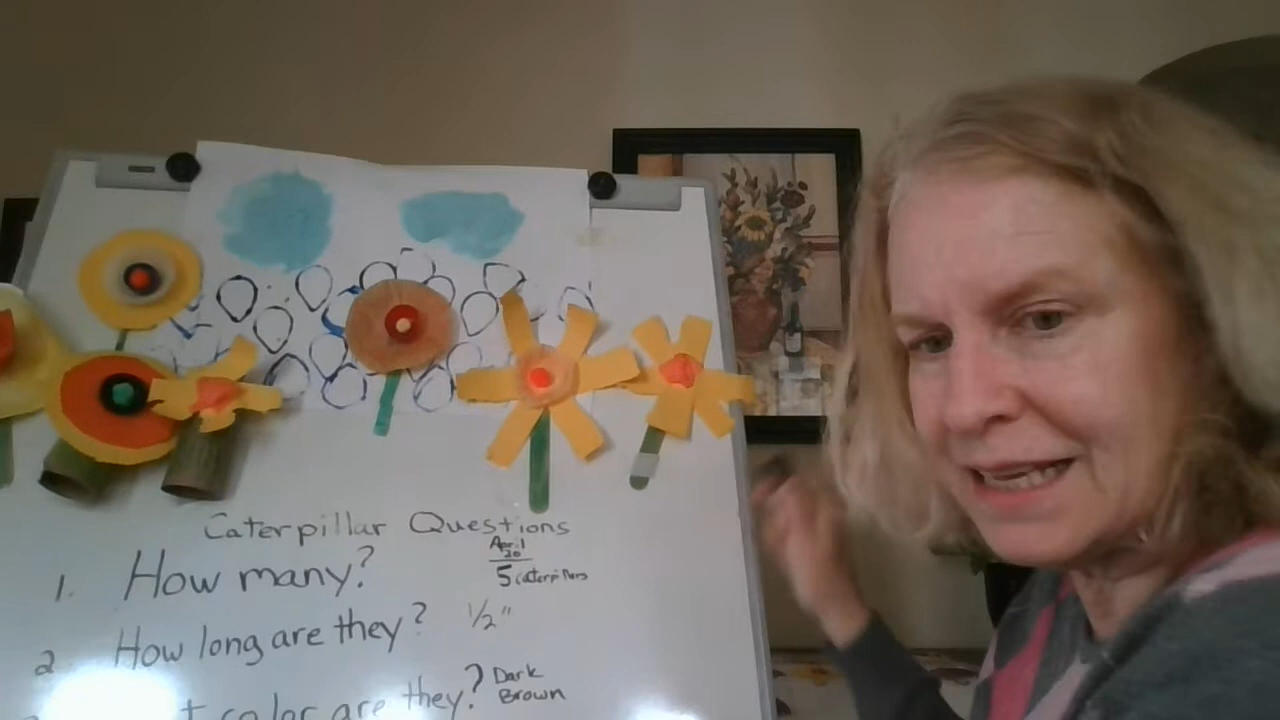 Caterpillar Questions
April
20
1. How many? 5 caterpillars
2 How long are they? 1/2"
t color are they? Dark
Brown